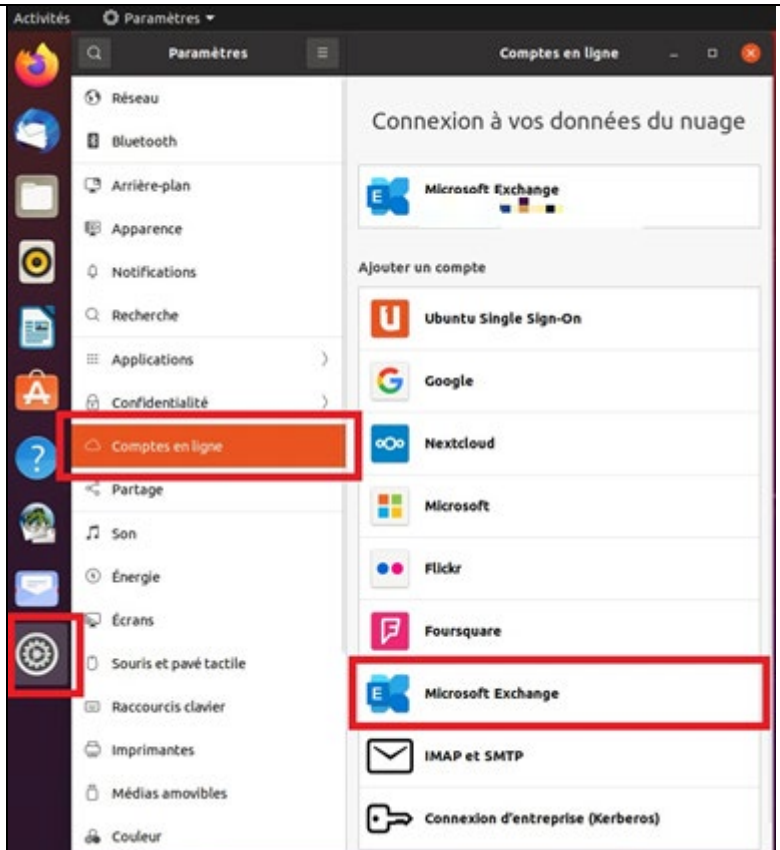 Activités
Paramètres
Paramètres
Comptes en ligne
Réseau
Bluetooth
Arrière-plan
Apparence
Notifications
Recherche
Applications
Confidentialité
Comptes en ligne
Partage
Son
Énergie
Écrans
Souris et pavé tactile
Raccourcis clavier
Imprimantes
Médias amovibles
Couleur
Connexion à vos données du nuage
Microsoft Exchange
Ajouter un compte
Ubuntu Single Sign-On
Google
Nextcloud
Microsoft
Flickr
Foursquare
Microsoft Exchange
IMAP et SMTP
Connexion d'entreprise (Kerberos)